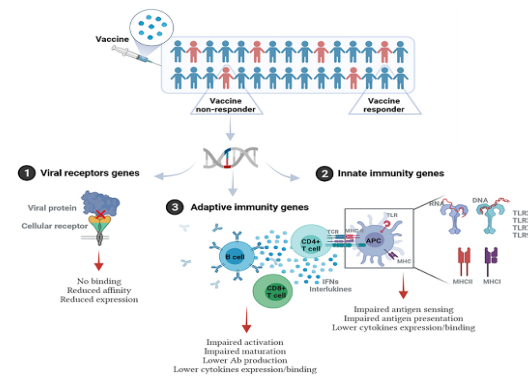 Vaccine
Vaccine
non-responder
Vaccine
responder
1 Viral receptors genes
2 Innate immunity genes
3 Adaptive immunity genes
Viral protein
Cellular receptor
No binding
Reduced affinity
Reduced expression
B cell
CD4+
T cell
CD8+
T cell
TCR
IFNs
Interlukines
TLR
APC
RNA
DNA
MHCII
MHCI
Impaired antigen sensing
Impaired antigen presentation
Lower cytokines expression/binding
Impaired activation
Impaired maturation
Lower Ab production
Lower cytokines expression/binding